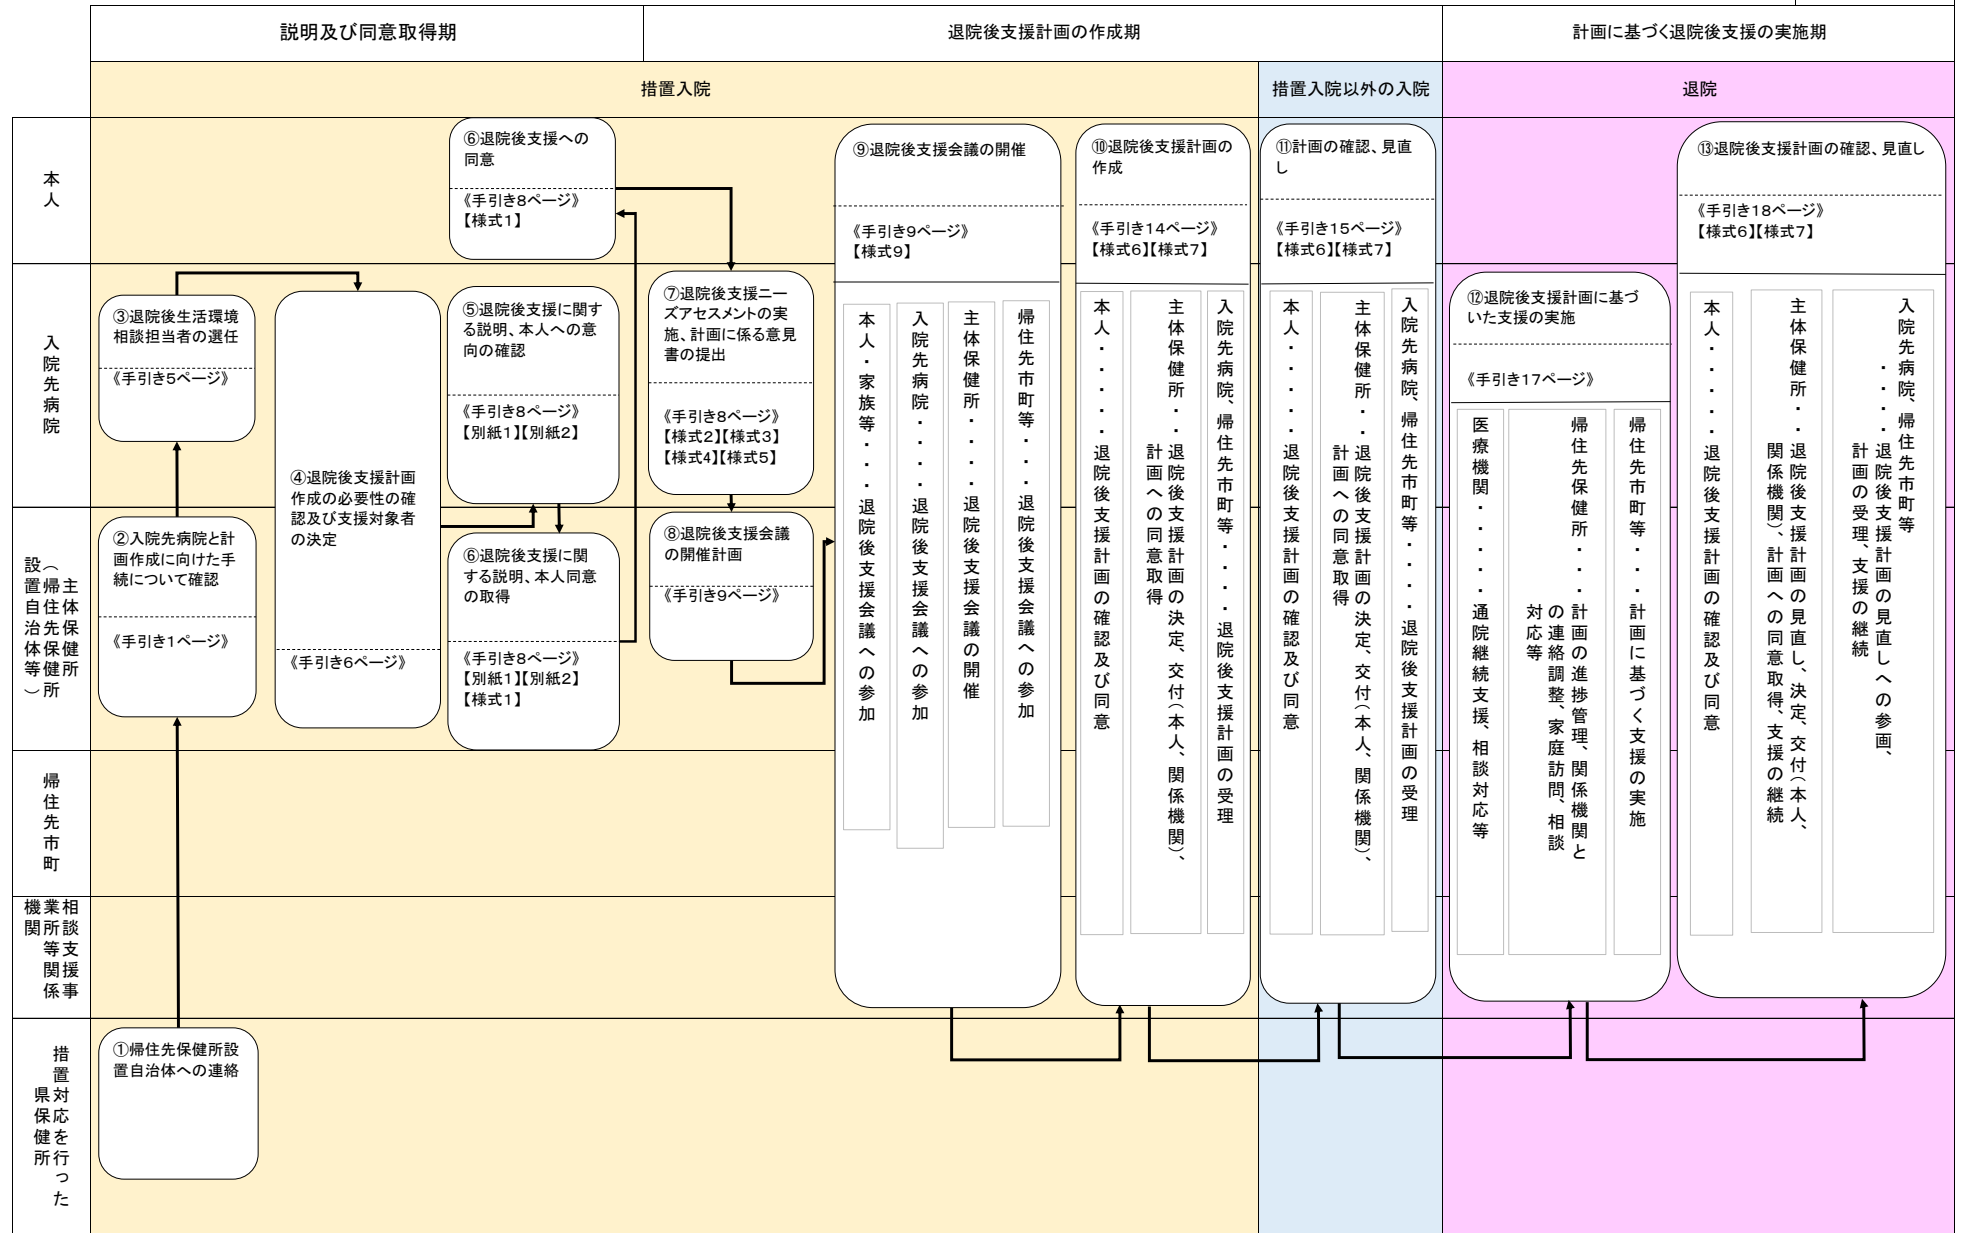 説明及び同意取得期
退院後支援計画の作成期
計画に基づく退院後支援の実施期
措置入院
措置入院以外の入院
退院
本人
入院先病院
主体保健所
（帰住先保健所
設置自治体等）
帰住先市町
相談支援事
業所等関係
機関
措置対応を行った
県保健所
①帰住先保健所設
置自治体への連絡
②入院先病院と計
画作成に向けた手
続について確認
《手引き1ページ》
③退院後生活環境
相談担当者の選任
《手引き5ページ》
④退院後支援計画
作成の必要性の確
認及び支援対象者
の決定
《手引き6ページ》
⑤退院後支援に関す
る説明、本人への意
向の確認
《手引き8ページ》
【別紙1】【別紙2】
⑥退院後支援に関
する説明、本人同意
の取得
《手引き8ページ》
【別紙1】【別紙2】
【様式1】
⑥退院後支援への
同意
《手引き8ページ》
【様式1】
⑦退院後支援ニー
ズアセスメントの実
施、計画に係る意見
書の提出
《手引き8ページ》
【様式2】【様式3】
【様式4】【様式5】
⑧退院後支援会議
の開催計画
《手引き9ページ》
⑨退院後支援会議の開催
《手引き9ページ》
【様式9】
帰住先市町等・・・退院後支援会議への参加
主体保健所・・・・・退院後支援会議の開催
入院先病院・・・・・退院後支援会議への参加
本人・家族等・・・退院後支援会議への参加
⑩退院後支援計画の
作成
《手引き14ページ》
【様式6】【様式7】
入院先病院、帰住先市町等・・・・退院後支援計画の受理
主体保健所・・・退院後支援計画の決定、交付（本人、関係機関）、
計画への同意取得
本人・・・・・・退院後支援計画の確認及び同意
⑪計画の確認、見直
し
《手引き15ページ》
【様式6】【様式7】
入院先病院、帰住先市町等・・・・退院後支援計画の受理
主体保健所・・・退院後支援計画の決定、交付（本人、関係機関）、
計画への同意取得
本人・・・・・・退院後支援計画の確認及び同意
⑫退院後支援計画に基づ
いた支援の実施
《手引き17ページ》
帰住先市町等・・・・計画に基づく支援の実施
帰住先保健所・・・・計画の進捗管理、関係機関と
の連絡調整、家庭訪問、相談
対応等
医療機関・・・・・・通院継続支援、相談対応等
⑬退院後支援計画の確認、見直し
《手引き18ページ》
【様式6】【様式7】
入院先病院、帰住先市町等
・・・・退院後支援計画の見直しへの参画、
計画の受理、支援の継続
主体保健所・・・退院後支援計画の見直し、決定、交付（本人、
関係機関）、計画への同意取得、支援の継続
本人・・・・・・退院後支援計画の確認及び同意